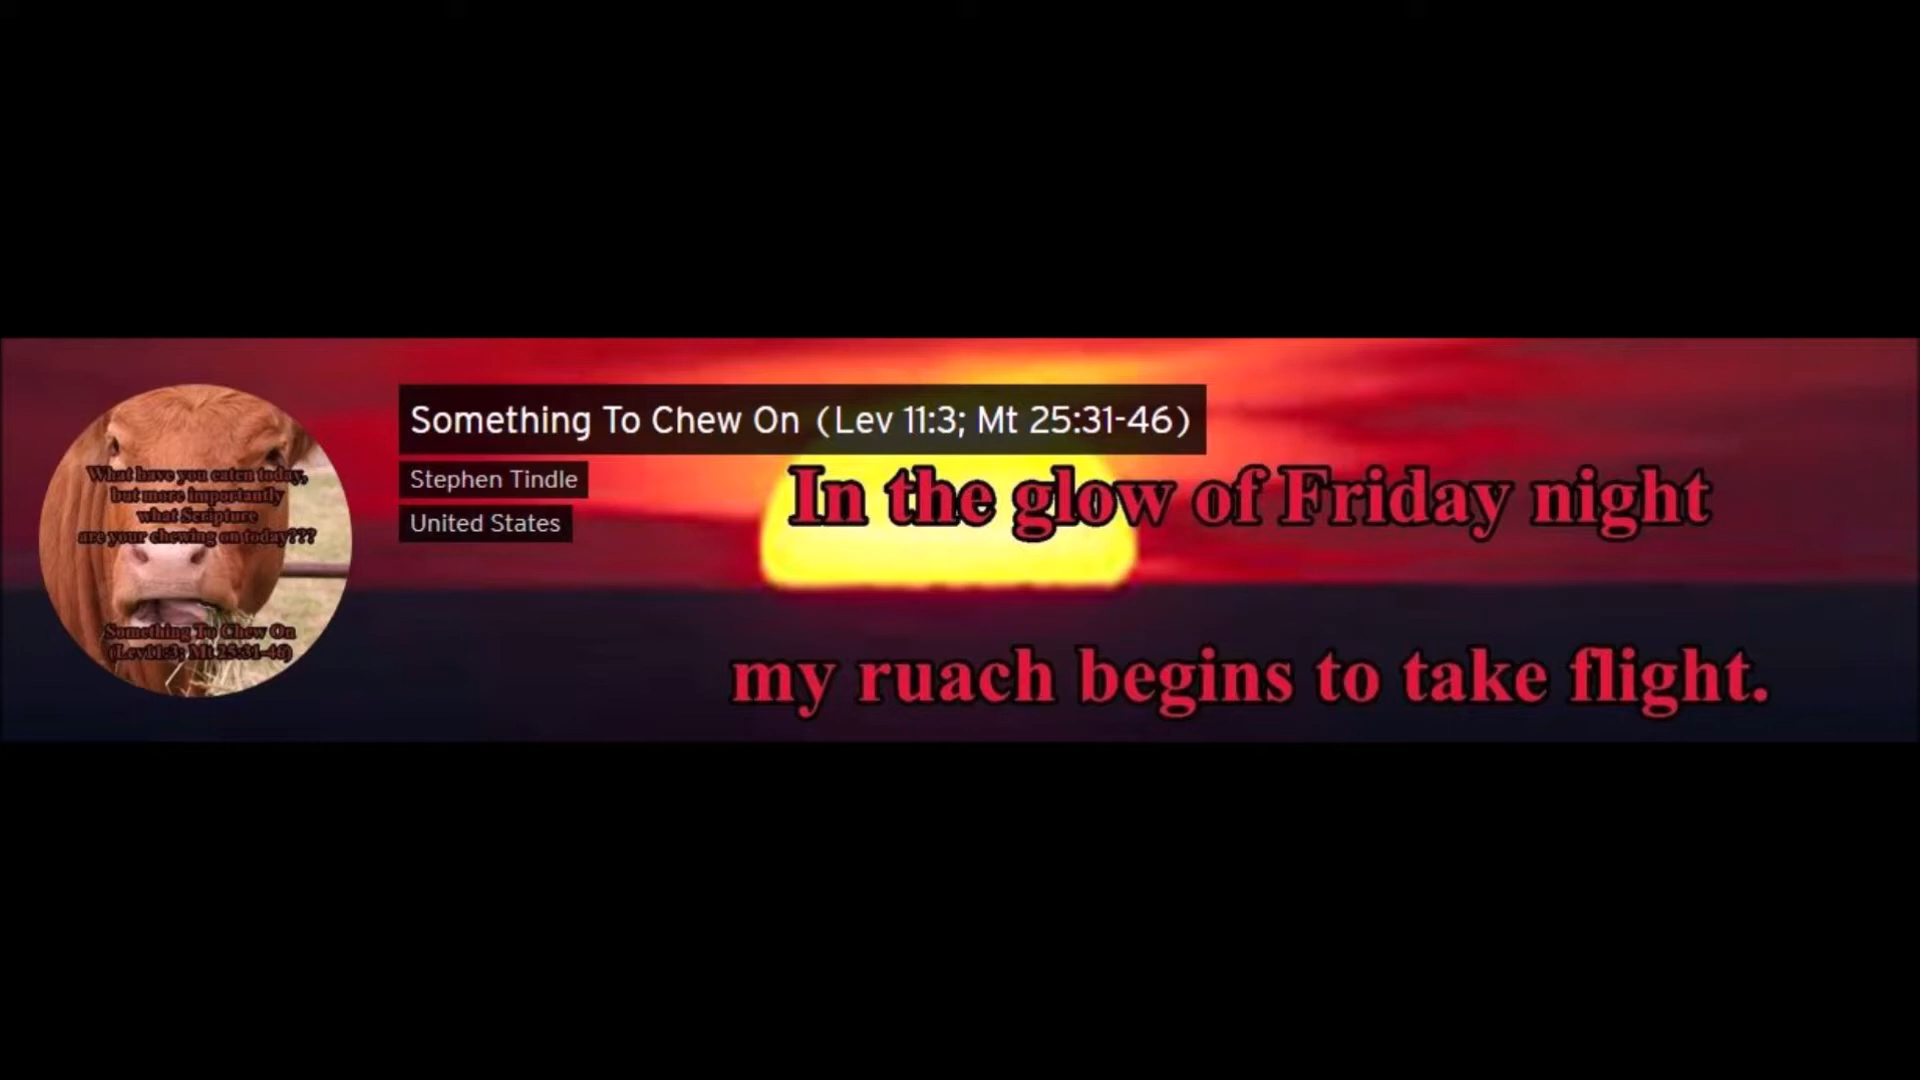 What have you eaten today,
but more importantly
what Scripture
are your chewing on today???
Something To Chew On
(Lev11:3; Mt 25:31-46)
Something To Chew On (Lev 11:3; Mt 25:31-46)
Stephen Tindle
United States
In the glow of Friday night
my ruach begins to take flight.